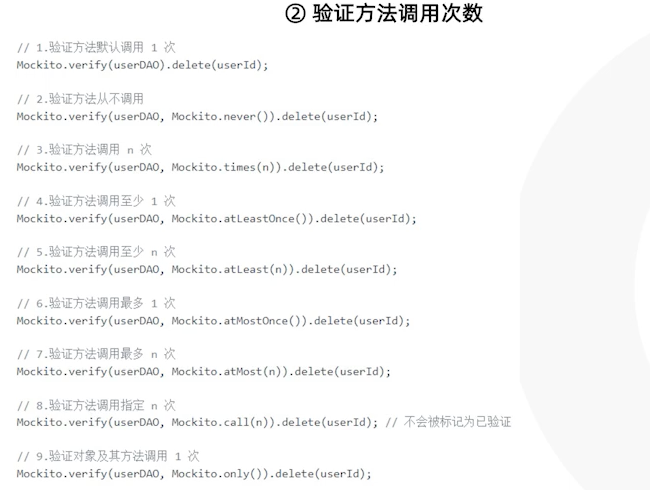 ② 验证方法调用次数
// 1.验证方法默认调用 1 次
Mockito.verify(userDAO).delete(userId);
// 2.验证方法从不调用
Mockito.verify(userDAO, Mockito.never()).delete(userId);
// 3.验证方法调用 n 次
Mockito.verify(userDAO, Mockito.times(n)).delete(userId);
// 4.验证方法调用至少 1 次
Mockito.verify(userDAO, Mockito.atLeastOnce()).delete(userId);
// 5.验证方法调用至少 n 次
Mockito.verify(userDAO, Mockito.atLeast(n)).delete(userId);
// 6.验证方法调用最多 1 次
Mockito.verify(userDAO, Mockito.atMostOnce()).delete(userId);
// 7.验证方法调用最多 n 次
Mockito.verify(userDAO, Mockito.atMost(n)).delete(userId);
// 8.验证方法调用指定 n 次
Mockito.verify(userDAO, Mockito.call(n)).delete(userId); // 不会被标记为已验证
// 9.验证对象及其方法调用 1 次
Mockito.verify(userDAO, Mockito.only()).delete(userId);